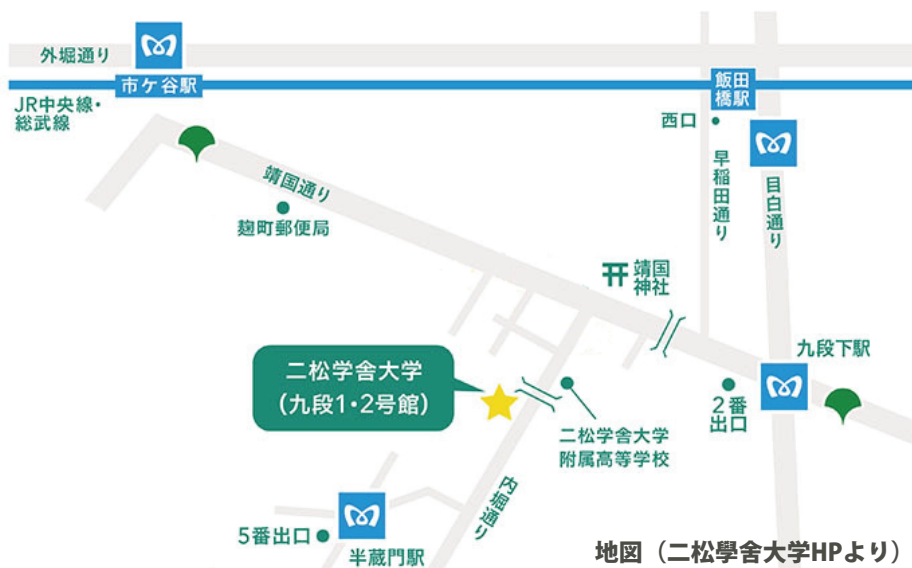 外堀通り
市ケ谷駅
JR中央線・
総武線
飯田
橋駅
西口
早稲田通り
目白通り
靖国通り
麹町郵便局
靖国
神社
九段下駅
二松学舎大学
(九段1・2号館)
2番
出口
二松学舎大学
附属高等学校
内堀通り
5番出口
半蔵門駅
地図(二松學舍大学HPより)